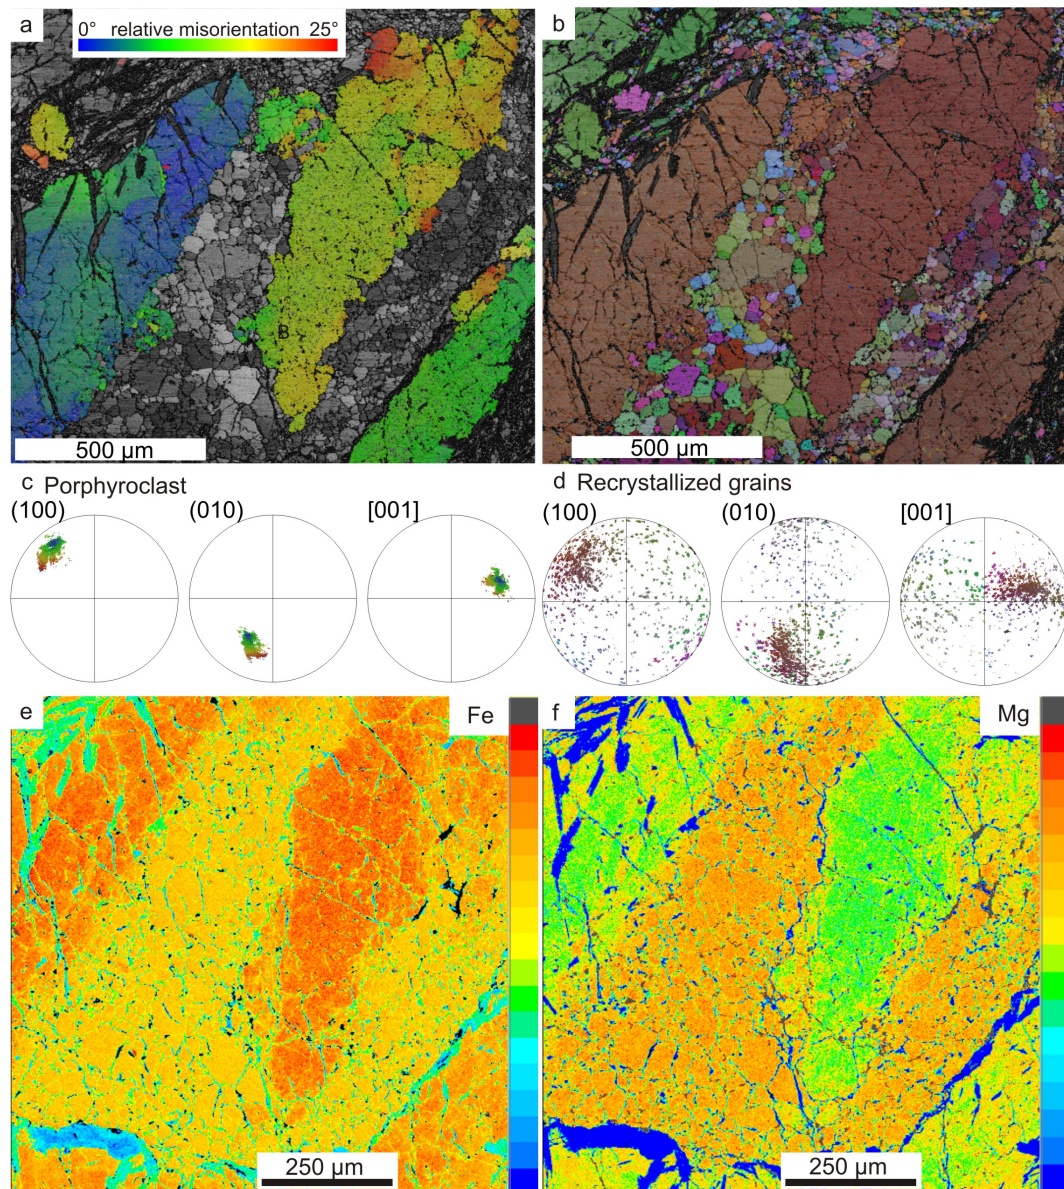 a
0° relative misorientation 25°
b
B
500 µm
500 µm
c Porphyroclast
d Recrystallized grains
(100)
(010)
[001]
(100)
(010)
[001]
e
Fe
f
Mg
250 µm
250 µm